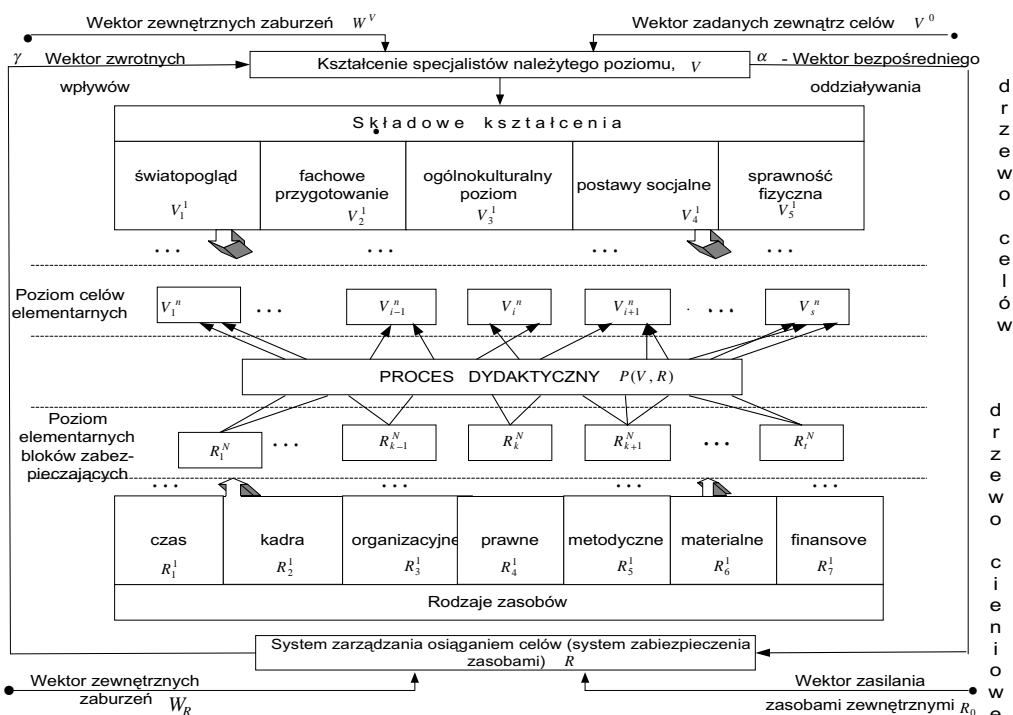 Wektor zewnętrznych zaburzeń W^V
Wektor zadanych zewnątrz celów V^0
γ Wektor zwrotnych
wpływów
Kształcenie specjalistów należytego poziomu, V
α - Wektor bezpośredniego
oddziaływania
Składowe kształcenia
światopogląd
V_1^1
fachowe
przygotowanie
V_2^1
ogólnokulturalny
poziom
V_3^1
postawy socjalne
V_4^1
sprawność
fizyczna
V_5^1
... ... ... ...
Poziom celów
elementarnych
V_1^n ... V_{i-1}^n V_i^n V_{i+1}^n . ... V_s^n
PROCES DYDAKTYCZNY P(V, R)
Poziom
elementarnych
bloków zabez-
pieczających
R_1^N ... R_{k-1}^N R_k^N R_{k+1}^N ... R_t^N
... ... ... ...
czas
R_1^1
kadra
R_2^1
organizacyjne
R_3^1
prawne
R_4^1
metodyczne
R_5^1
materialne
R_6^1
finansove
R_7^1
Rodzaje zasobów
System zarządzania osiąganiem celów (system zabiezpieczenia
zasobami) R
Wektor zewnętrznych
zaburzeń W_R
Wektor zasilania
zasobami zewnętrznymi R_0
drzewo celów
drzewo cieniowe